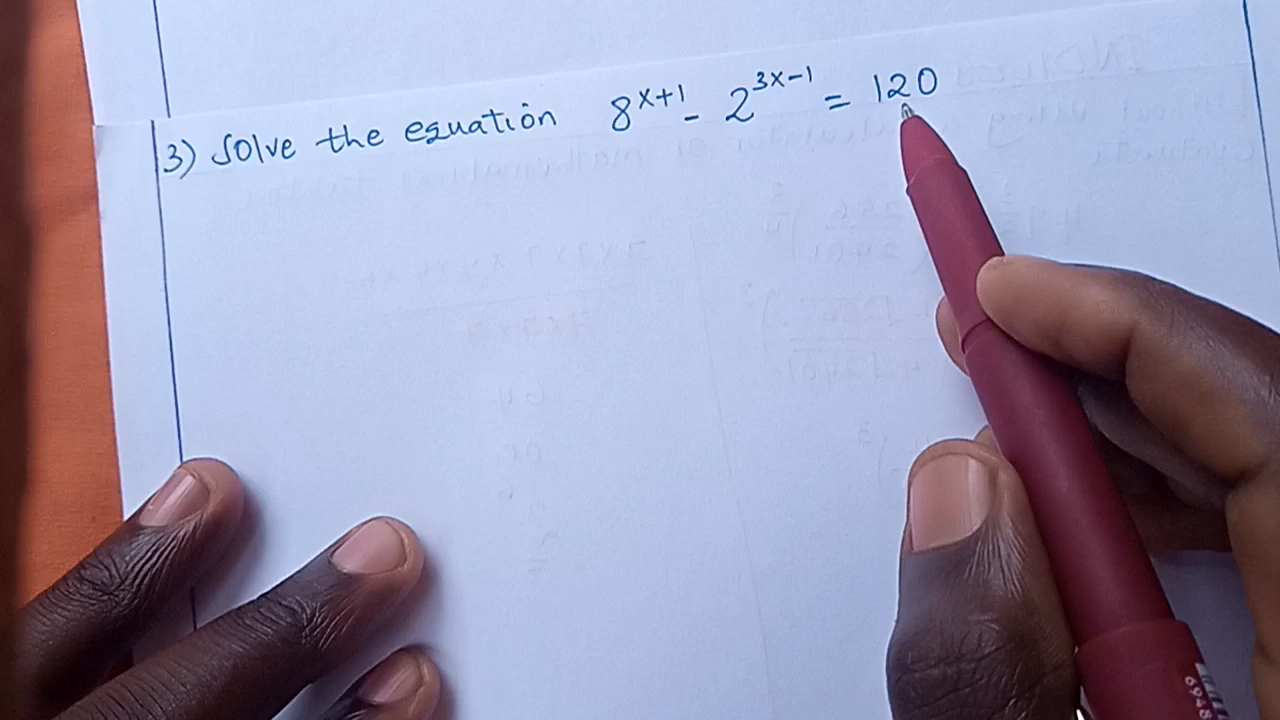 3) Solve the equation 8^{x+1} - 2^{3x-1} = 120